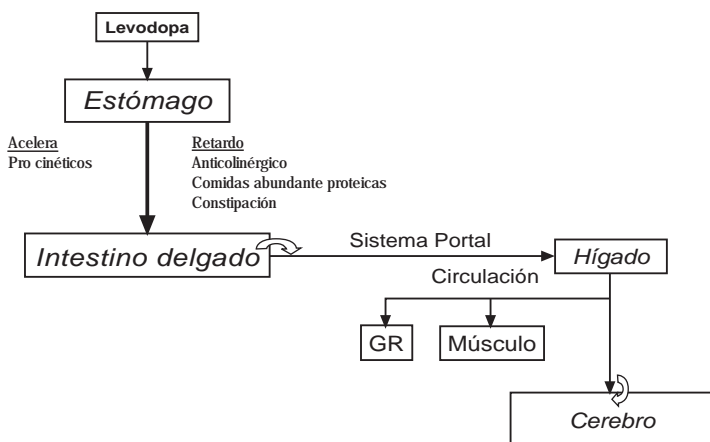 Levodopa
Estómago
Acelera
Pro cinéticos
Retardo
Anticolinérgico
Comidas abundante proteicas
Constipación
Intestino delgado
Sistema Portal
Hígado
Circulación
GR
Músculo
Cerebro